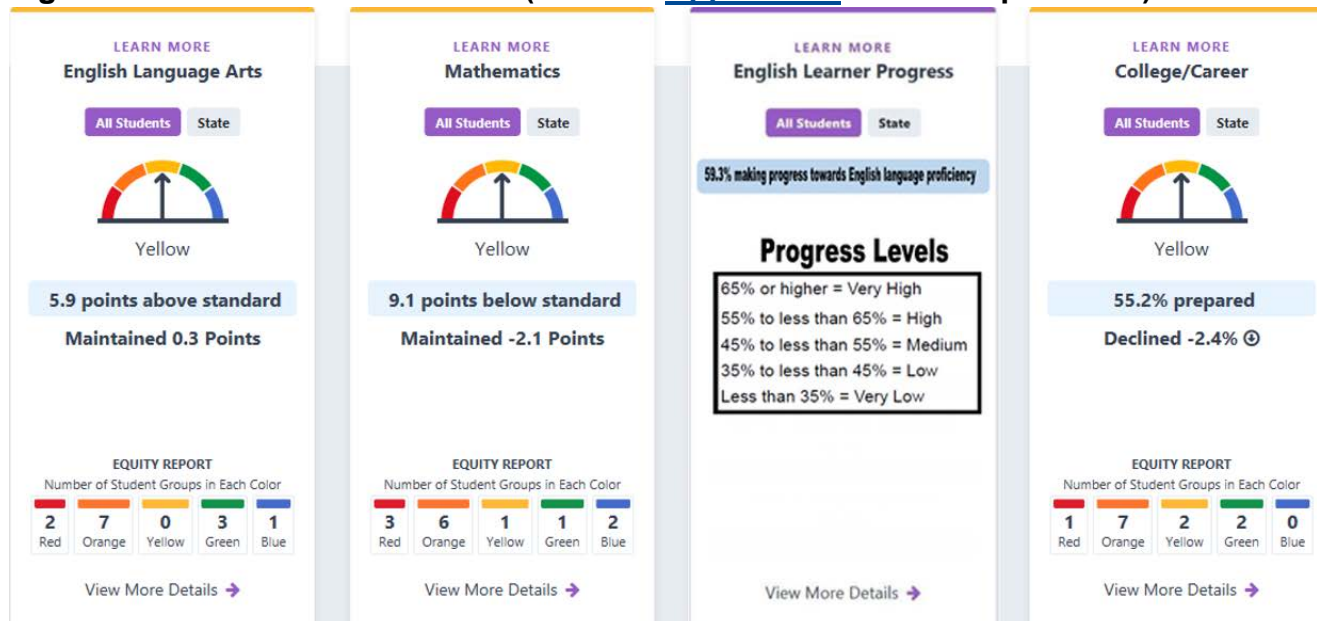 LEARN MORE
English Language Arts
All Students State
Yellow
5.9 points above standard
Maintained 0.3 Points
EQUITY REPORT
Number of Student Groups in Each Color
2 7 0 3 1
Red Orange Yellow Green Blue
View More Details →
LEARN MORE
Mathematics
All Students State
Yellow
9.1 points below standard
Maintained -2.1 Points
EQUITY REPORT
Number of Student Groups in Each Color
3 6 1 1 2
Red Orange Yellow Green Blue
View More Details →
LEARN MORE
English Learner Progress
All Students State
59.3% making progress towards English language proficiency
Progress Levels
65% or higher = Very High
55% to less than 65% = High
45% to less than 55% = Medium
35% to less than 45% = Low
Less than 35% = Very Low
View More Details →
LEARN MORE
College/Career
All Students State
Yellow
55.2% prepared
Declined -2.4%
EQUITY REPORT
Number of Student Groups in Each Color
1 7 2 2 0
Red Orange Yellow Green Blue
View More Details →